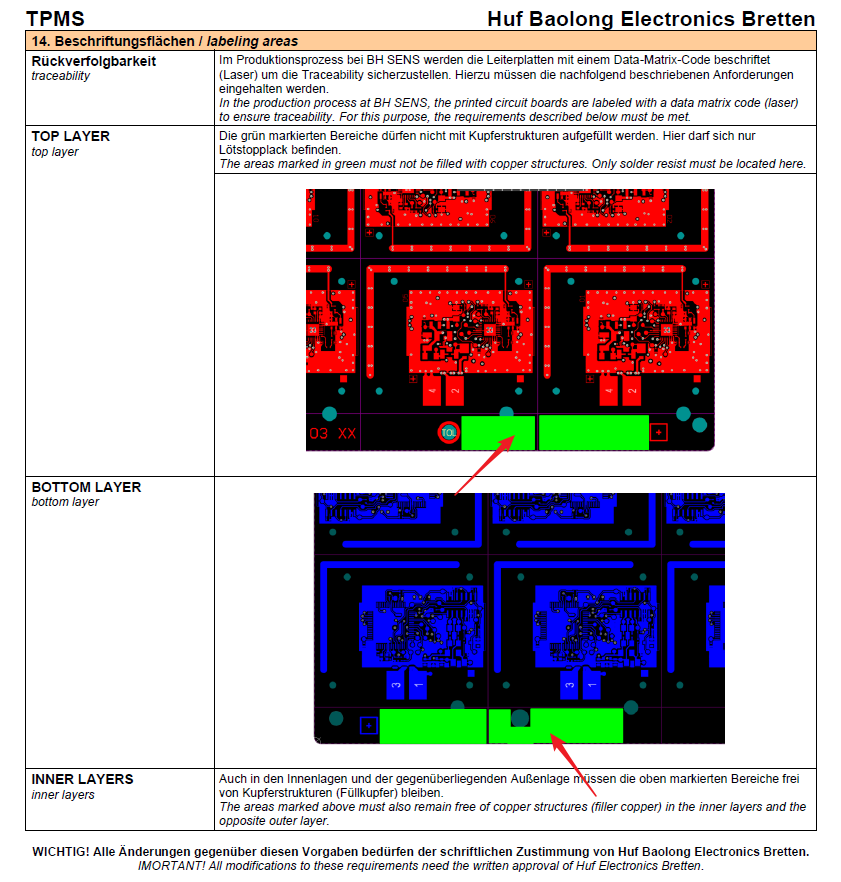 TPMS Huf Baolong Electronics Bretten
14. Beschriftungsflächen / labeling areas
Rückverfolgbarkeit
traceability
Im Produktionsprozess bei BH SENS werden die Leiterplatten mit einem Data-Matrix-Code beschriftet
(Laser) um die Traceability sicherzustellen. Hierzu müssen die nachfolgend beschriebenen Anforderungen
eingehalten werden.
In the production process at BH SENS, the printed circuit boards are labeled with a data matrix code (laser)
to ensure traceability. For this purpose, the requirements described below must be met.
TOP LAYER
top layer
Die grün markierten Bereiche dürfen nicht mit Kupferstrukturen aufgefüllt werden. Hier darf sich nur
Lötstopplack befinden.
The areas marked in green must not be filled with copper structures. Only solder resist must be located here.
33
33
33
4 2
4 2
03 XX
TOL
BOTTOM LAYER
bottom layer
3 1
3 1
INNER LAYERS
inner layers
Auch in den Innenlagen und der gegenüberliegenden Außenlage müssen die oben markierten Bereiche frei
von Kupferstrukturen (Füllkupfer) bleiben.
The areas marked above must also remain free of copper structures (filler copper) in the inner layers and the
opposite outer layer.
WICHTIG! Alle Änderungen gegenüber diesen Vorgaben bedürfen der schriftlichen Zustimmung von Huf Baolong Electronics Bretten.
IMORTANT! All modifications to these requirements need the written approval of Huf Electronics Bretten.